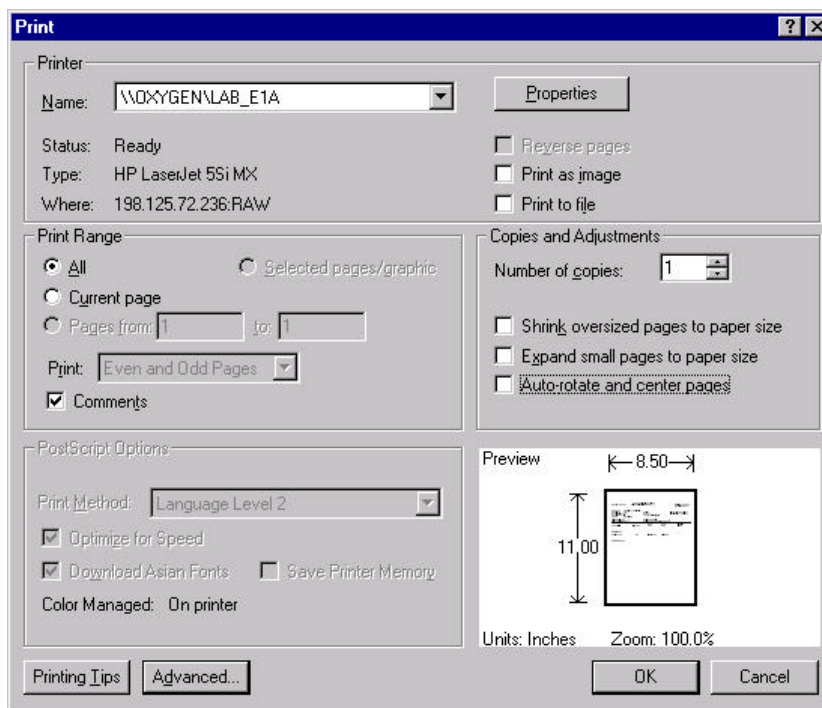 Print
Printer
Name: \\OXYGEN\LAB_E1A
Properties
Status: Ready
Reverse pages
Type: HP LaserJet 5Si MX
Print as image
Where: 198.125.72.236:RAW
Print to file
Print Range
All
Selected pages/graphic
Current page
Pages from: 1 to: 1
Print: Even and Odd Pages
Comments
Copies and Adjustments
Number of copies: 1
Shrink oversized pages to paper size
Expand small pages to paper size
Auto-rotate and center pages
PostScript Options
Print Method: Language Level 2
Optimize for Speed
Download Asian Fonts
Save Printer Memory
Color Managed: On printer
Preview
8.50
11.00
Units: Inches Zoom: 100.0%
Printing Tips
Advanced...
OK
Cancel